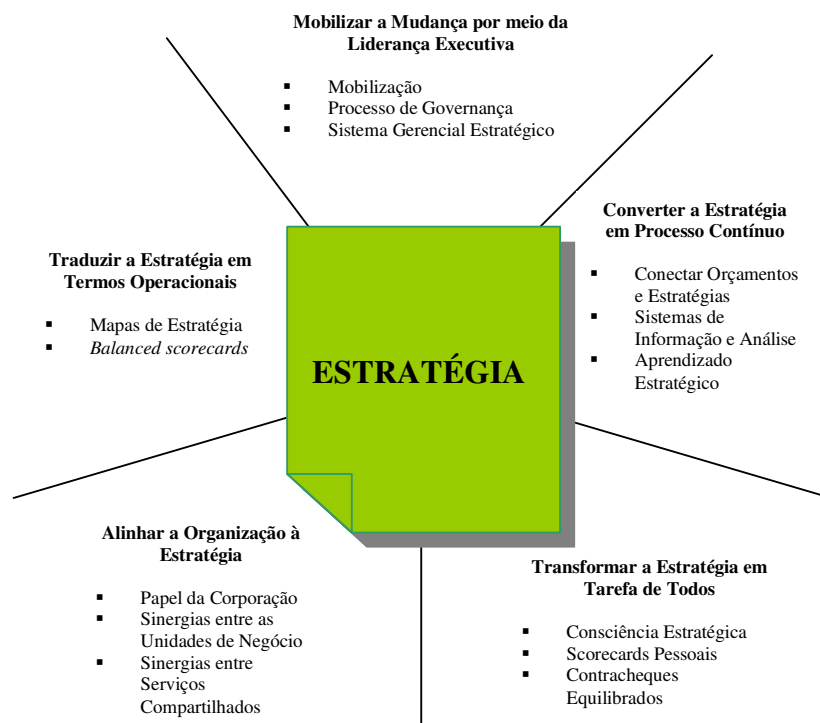 Mobilizar a Mudança por meio da
Liderança Executiva
▪ Mobilização
▪ Processo de Governança
▪ Sistema Gerencial Estratégico
Traduzir a Estratégia em
Termos Operacionais
▪ Mapas de Estratégia
▪ Balanced scorecards
ESTRATÉGIA
Converter a Estratégia
em Processo Contínuo
▪ Conectar Orçamentos
e Estratégias
▪ Sistemas de
Informação e Análise
▪ Aprendizado
Estratégico
Alinhar a Organização à
Estratégia
▪ Papel da Corporação
▪ Sinergias entre as
Unidades de Negócio
▪ Sinergias entre
Serviços
Compartilhados
Transformar a Estratégia em
Tarefa de Todos
▪ Consciência Estratégica
▪ Scorecards Pessoais
▪ Contracheques
Equilibrados